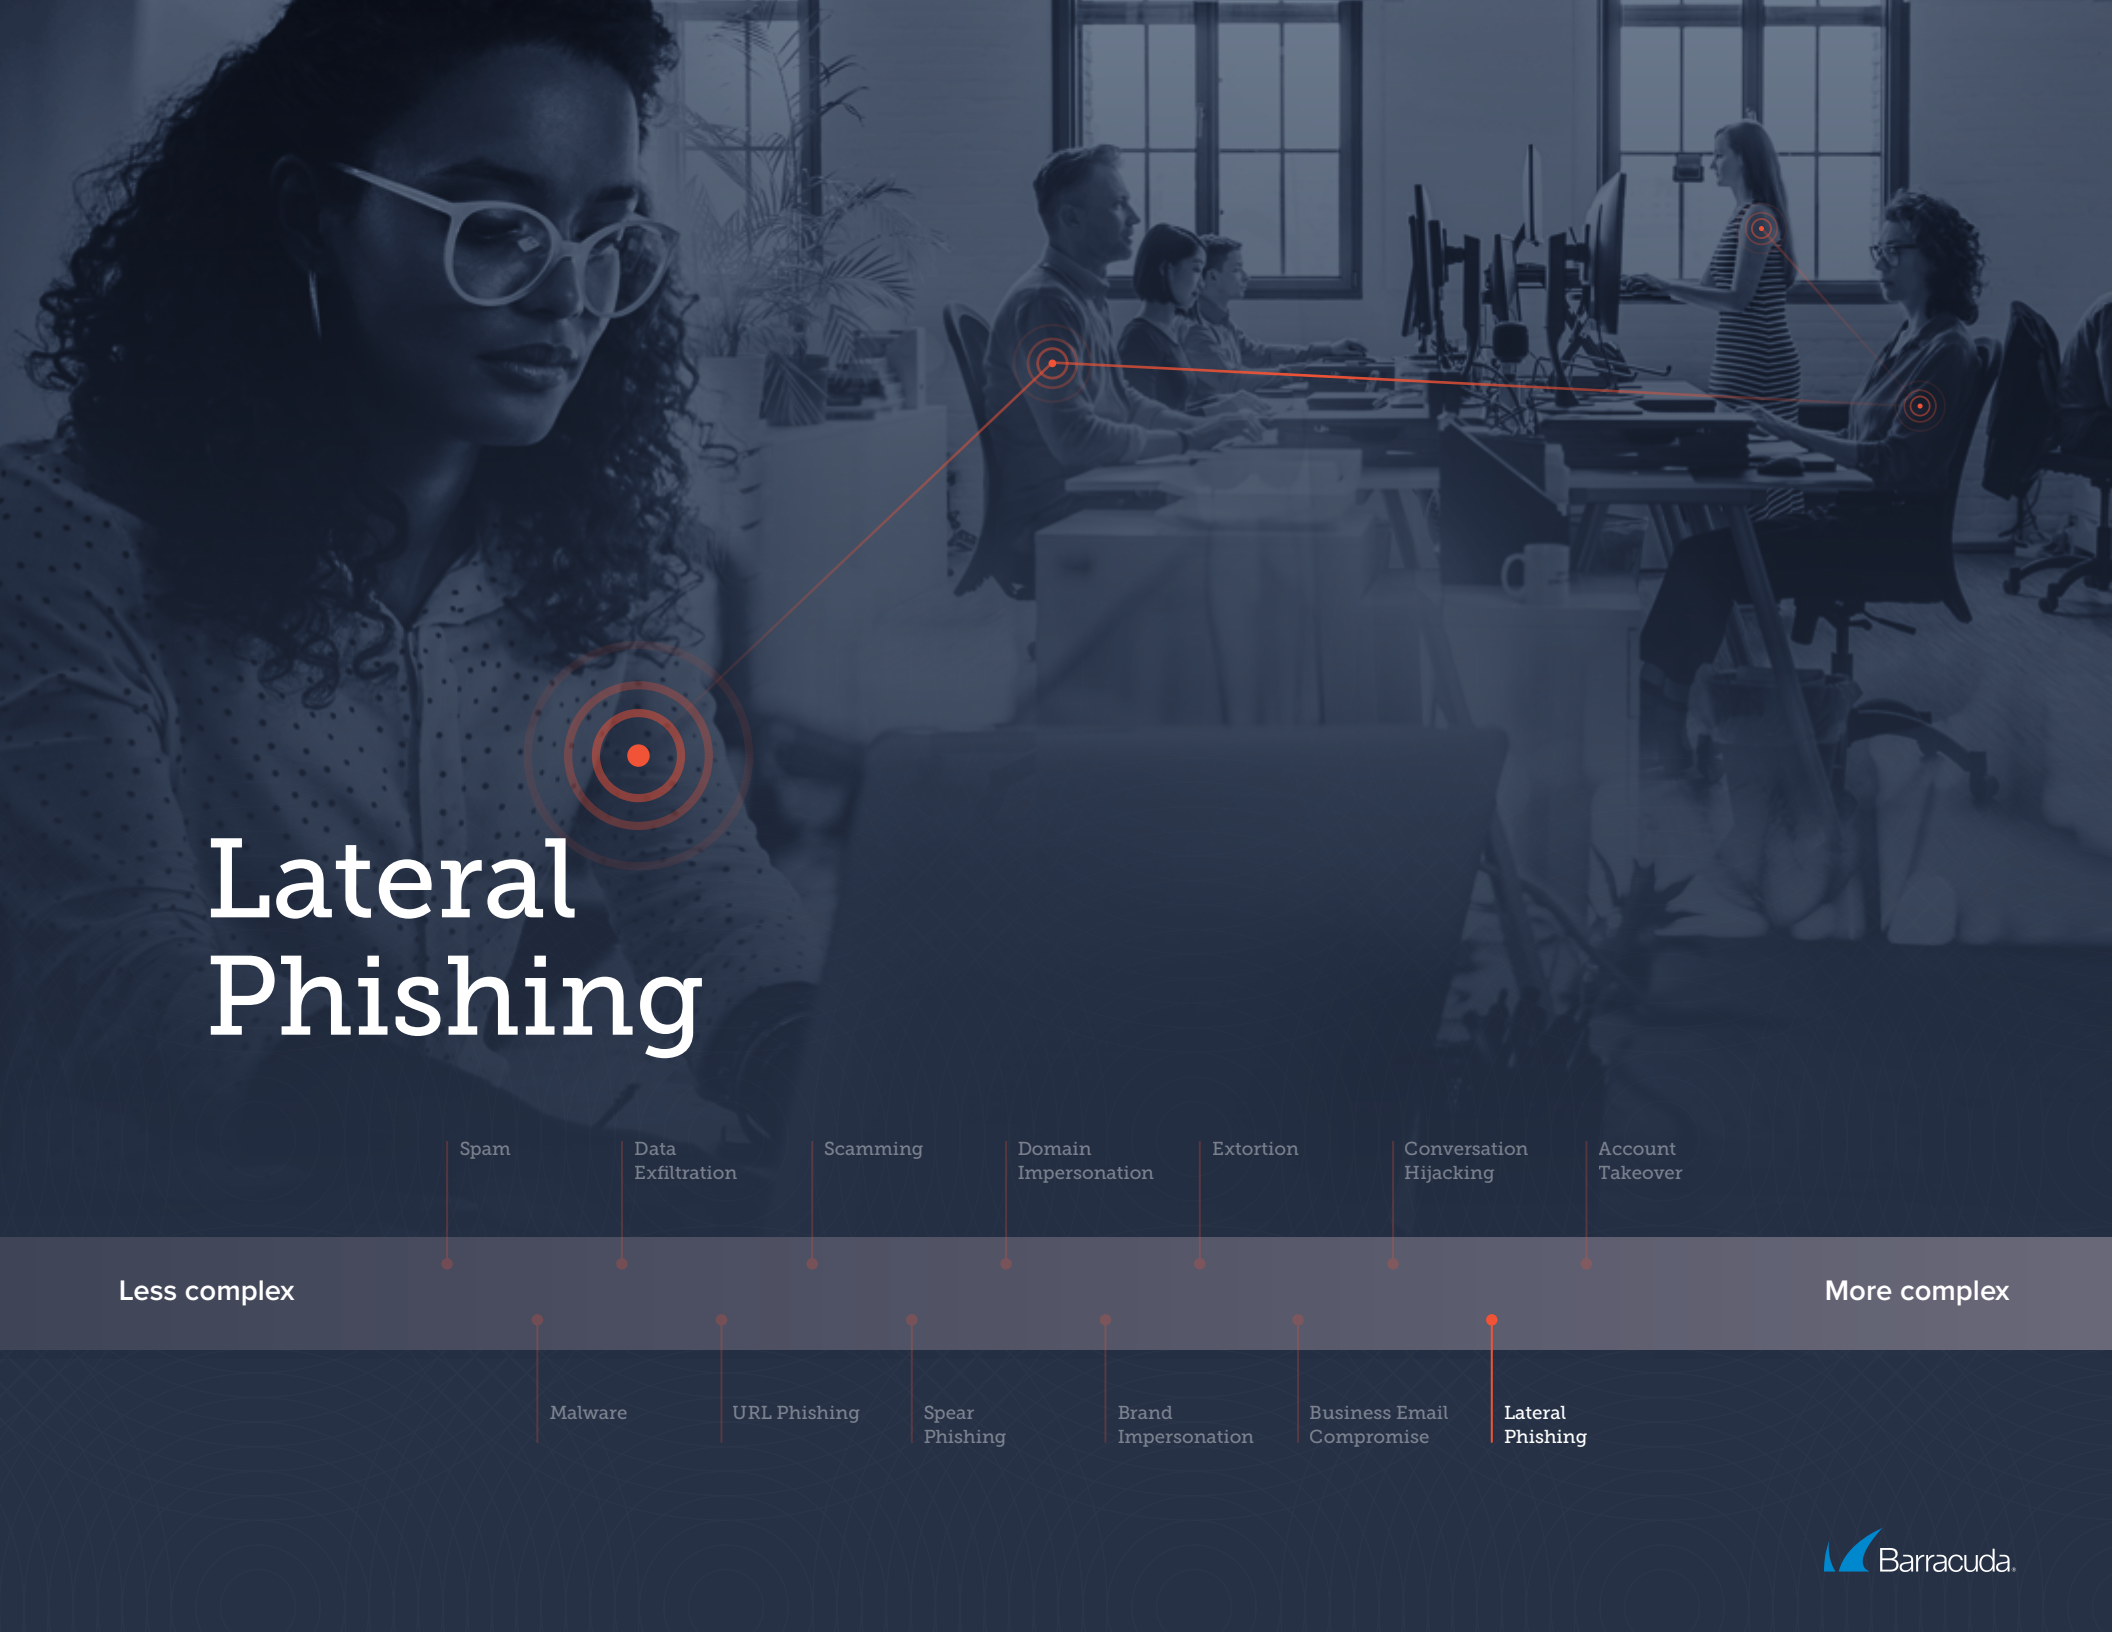 Lateral
Phishing
Spam
Data
Exfiltration
Scamming
Domain
Impersonation
Extortion
Conversation
Hijacking
Account
Takeover
Less complex
More complex
Malware
URL Phishing
Spear
Phishing
Brand
Impersonation
Business Email
Compromise
Lateral
Phishing
Barracuda